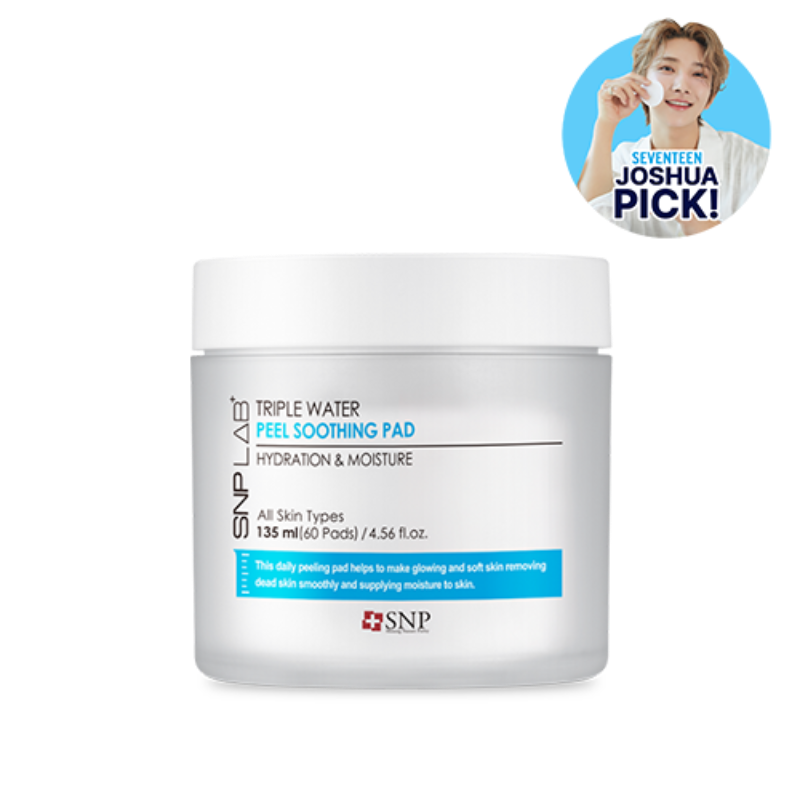 SEVENTEEN
JOSHUA
PICK!
SNP LAB+
TRIPLE WATER
PEEL SOOTHING PAD
HYDRATION & MOISTURE
All Skin Types
135 ml(60 Pads) / 4.56 fl.oz.
This daily peeling pad helps to make glowing and soft skin removing
dead skin smoothly and supplying moisture to skin.
SNP